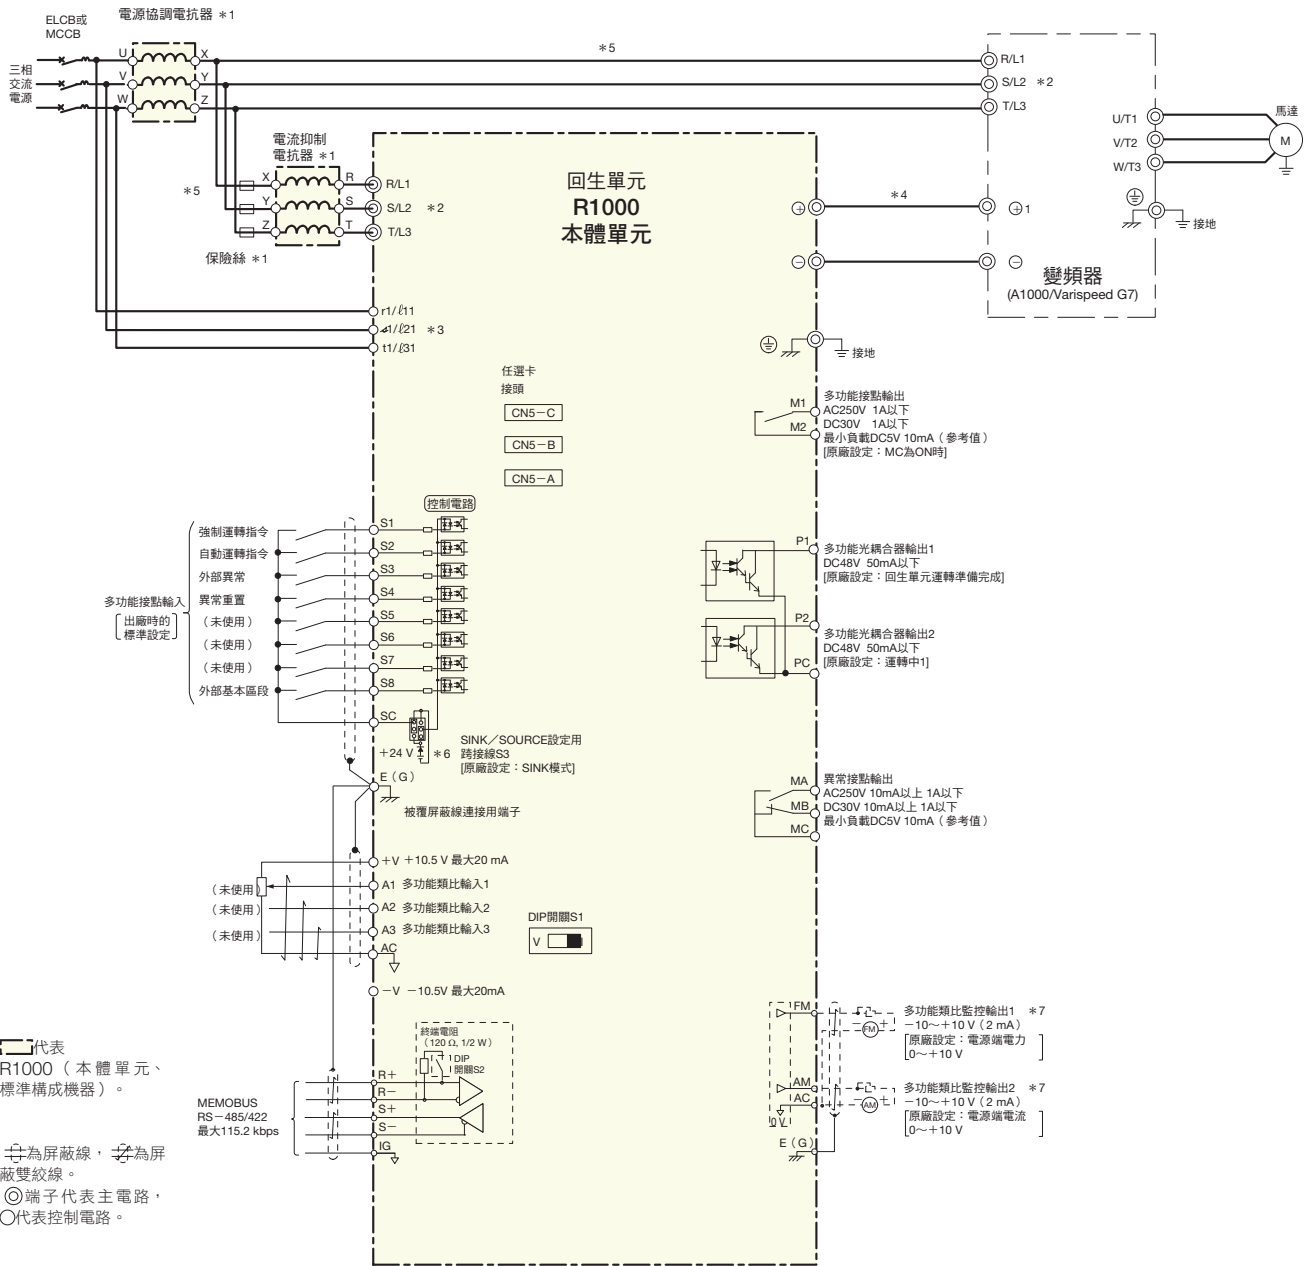 ELCB或
MCCB
電源協調電抗器 *1
三相
交流
電源
U
V
W
X
Y
Z
*5
R/L1
S/L2 *2
T/L3
U/T1
V/T2
W/T3
馬達
M
接地
變頻器
(A1000/Varispeed G7)
電流抑制
電抗器 *1
*5
X
Y
Z
R
S
T
保險絲 *1
R/L1
S/L2 *2
T/L3
回生單元
R1000
本體單元
+
*4
+1
−
−
r1/ℓ11
1/ℓ21 *3
t1/ℓ31
接地
任選卡
接頭
CN5-C
CN5-B
CN5-A
M1
M2
多功能接點輸出
AC250V 1A以下
DC30V 1A以下
最小負載DC5V 10mA(參考值)
[原廠設定:MC為ON時]
控制電路
多功能接點輸入
出廠時的
標準設定
強制運轉指令
自動運轉指令
外部異常
異常重置
(未使用)
(未使用)
(未使用)
外部基本區段
S1
S2
S3
S4
S5
S6
S7
S8
SC
+24 V *6
SINK/SOURCE設定用
跨接線S3
[原廠設定:SINK模式]
E(G)
被覆屏蔽線連接用端子
P1
多功能光耦合器輸出1
DC48V 50mA以下
[原廠設定:回生單元運轉準備完成]
P2
PC
多功能光耦合器輸出2
DC48V 50mA以下
[原廠設定:運轉中1]
MA
MB
MC
異常接點輸出
AC250V 10mA以上 1A以下
DC30V 10mA以上 1A以下
最小負載DC5V 10mA(參考值)
+V +10.5 V 最大20 mA
(未使用)
A1 多功能類比輸入1
(未使用)
A2 多功能類比輸入2
(未使用)
A3 多功能類比輸入3
AC
−V −10.5V 最大20mA
DIP開關S1
V
終端電阻
(120 Ω, 1/2 W)
DIP
開關S2
MEMOBUS
RS-485/422
最大115.2 kbps
R+
R−
S+
S−
IG
FM
FM
− +
多功能類比監控輸出1 *7
−10~+10 V(2 mA)
[原廠設定:電源端電力
0~+10 V]
AM
AC
AM
− +
0 V
E(G)
多功能類比監控輸出2 *7
−10~+10 V(2 mA)
[原廠設定:電源端電流
0~+10 V]
代表
R1000(本體單元、
標準構成機器)。
為屏蔽線,為屏
蔽雙絞線。
◎端子代表主電路,
○代表控制電路。